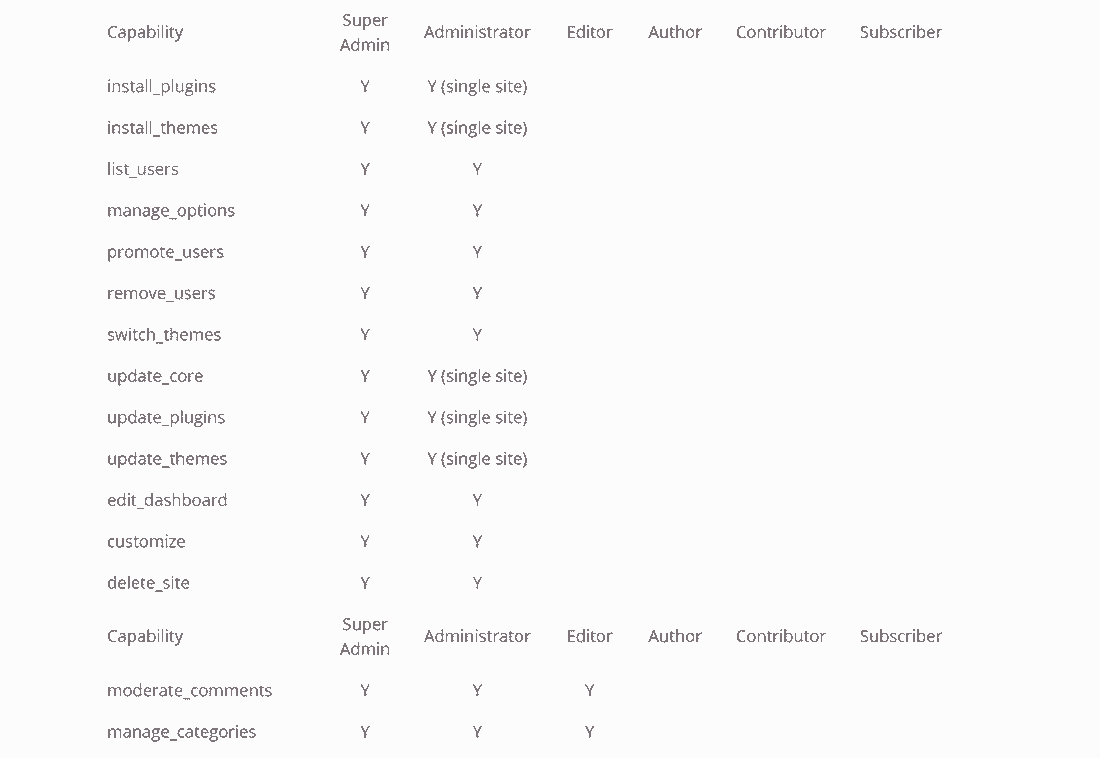 Capability Super Admin Administrator Editor Author Contributor Subscriber
install_plugins Y Y (single site)
install_themes Y Y (single site)
list_users Y Y
manage_options Y Y
promote_users Y Y
remove_users Y Y
switch_themes Y Y
update_core Y Y (single site)
update_plugins Y Y (single site)
update_themes Y Y (single site)
edit_dashboard Y Y
customize Y Y
delete_site Y Y
Capability Super Admin Administrator Editor Author Contributor Subscriber
moderate_comments Y Y Y
manage_categories Y Y Y